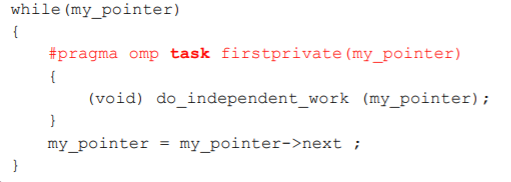 while(my_pointer)
{
    #pragma omp task firstprivate(my_pointer)
    {
        (void) do_independent_work (my_pointer);
    }
    my_pointer = my_pointer->next ;
}